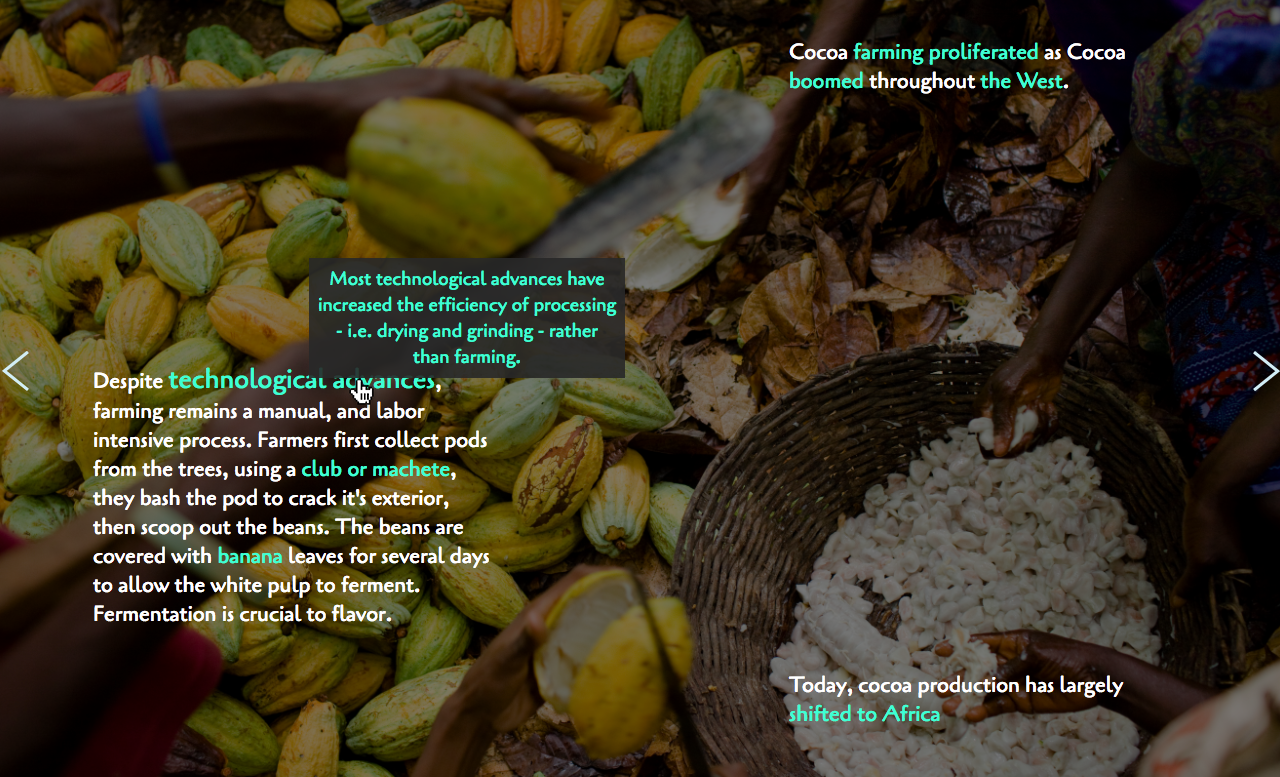 Cocoa farming proliferated as Cocoa
boomed throughout the West.
Most technological advances have
increased the efficiency of processing
- i.e. drying and grinding - rather
than farming.
Despite technological advances,
farming remains a manual, and labor
intensive process. Farmers first collect pods
from the trees, using a club or machete,
they bash the pod to crack it's exterior,
then scoop out the beans. The beans are
covered with banana leaves for several days
to allow the white pulp to ferment.
Fermentation is crucial to flavor.
Today, cocoa production has largely
shifted to Africa